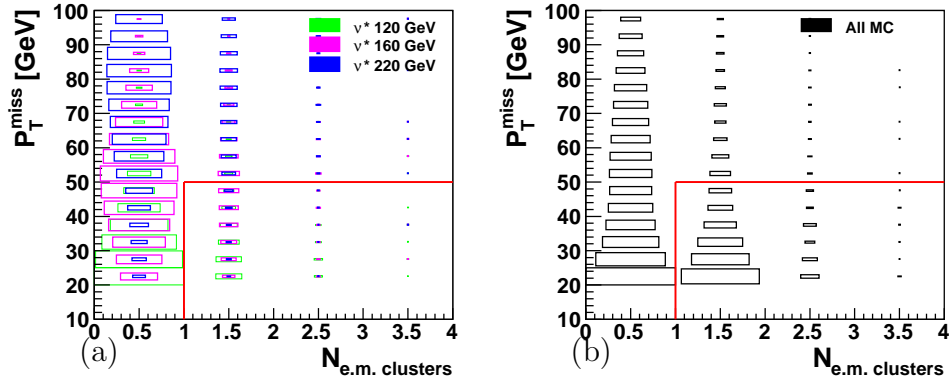 P_T^miss [GeV]
100
90
80
70
60
50
40
30
20
10
ν* 120 GeV
ν* 160 GeV
ν* 220 GeV
0 0.5 1 1.5 2 2.5 3 3.5 4
(a)
N_e.m. clusters
P_T^miss [GeV]
100
90
80
70
60
50
40
30
20
10
All MC
0 0.5 1 1.5 2 2.5 3 3.5 4
(b)
N_e.m. clusters